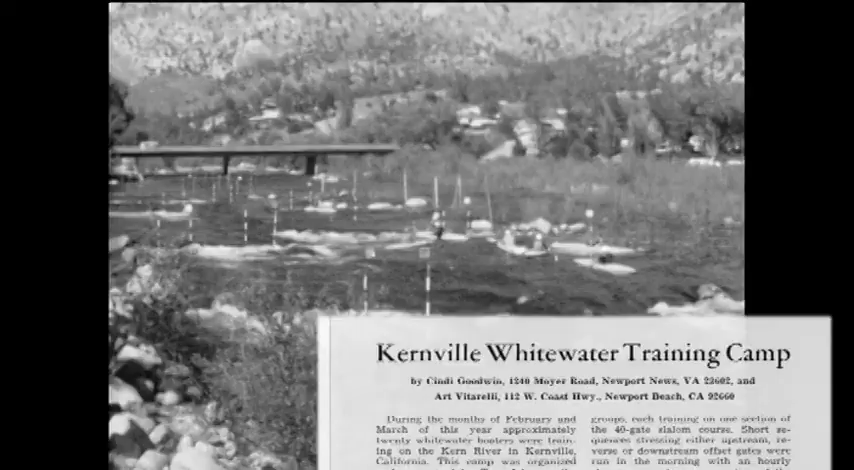 Kernville Whitewater Training Camp
by Cindi Goodwin, 1240 Moyer Road, Newport News, VA 23602, and
Art Vitarelli, 112 W. Coast Hwy., Newport Beach, CA 92660
During the months of February and
March of this year approximately
twenty whitewater boaters were train-
ing on the Kern River in Kernville,
California. This camp was organized
groups, each training on one section of
the 40-gate slalom course. Short se-
quences stressing either upstream, re-
verse or downstream offset gates were
run in the morning with an hourly